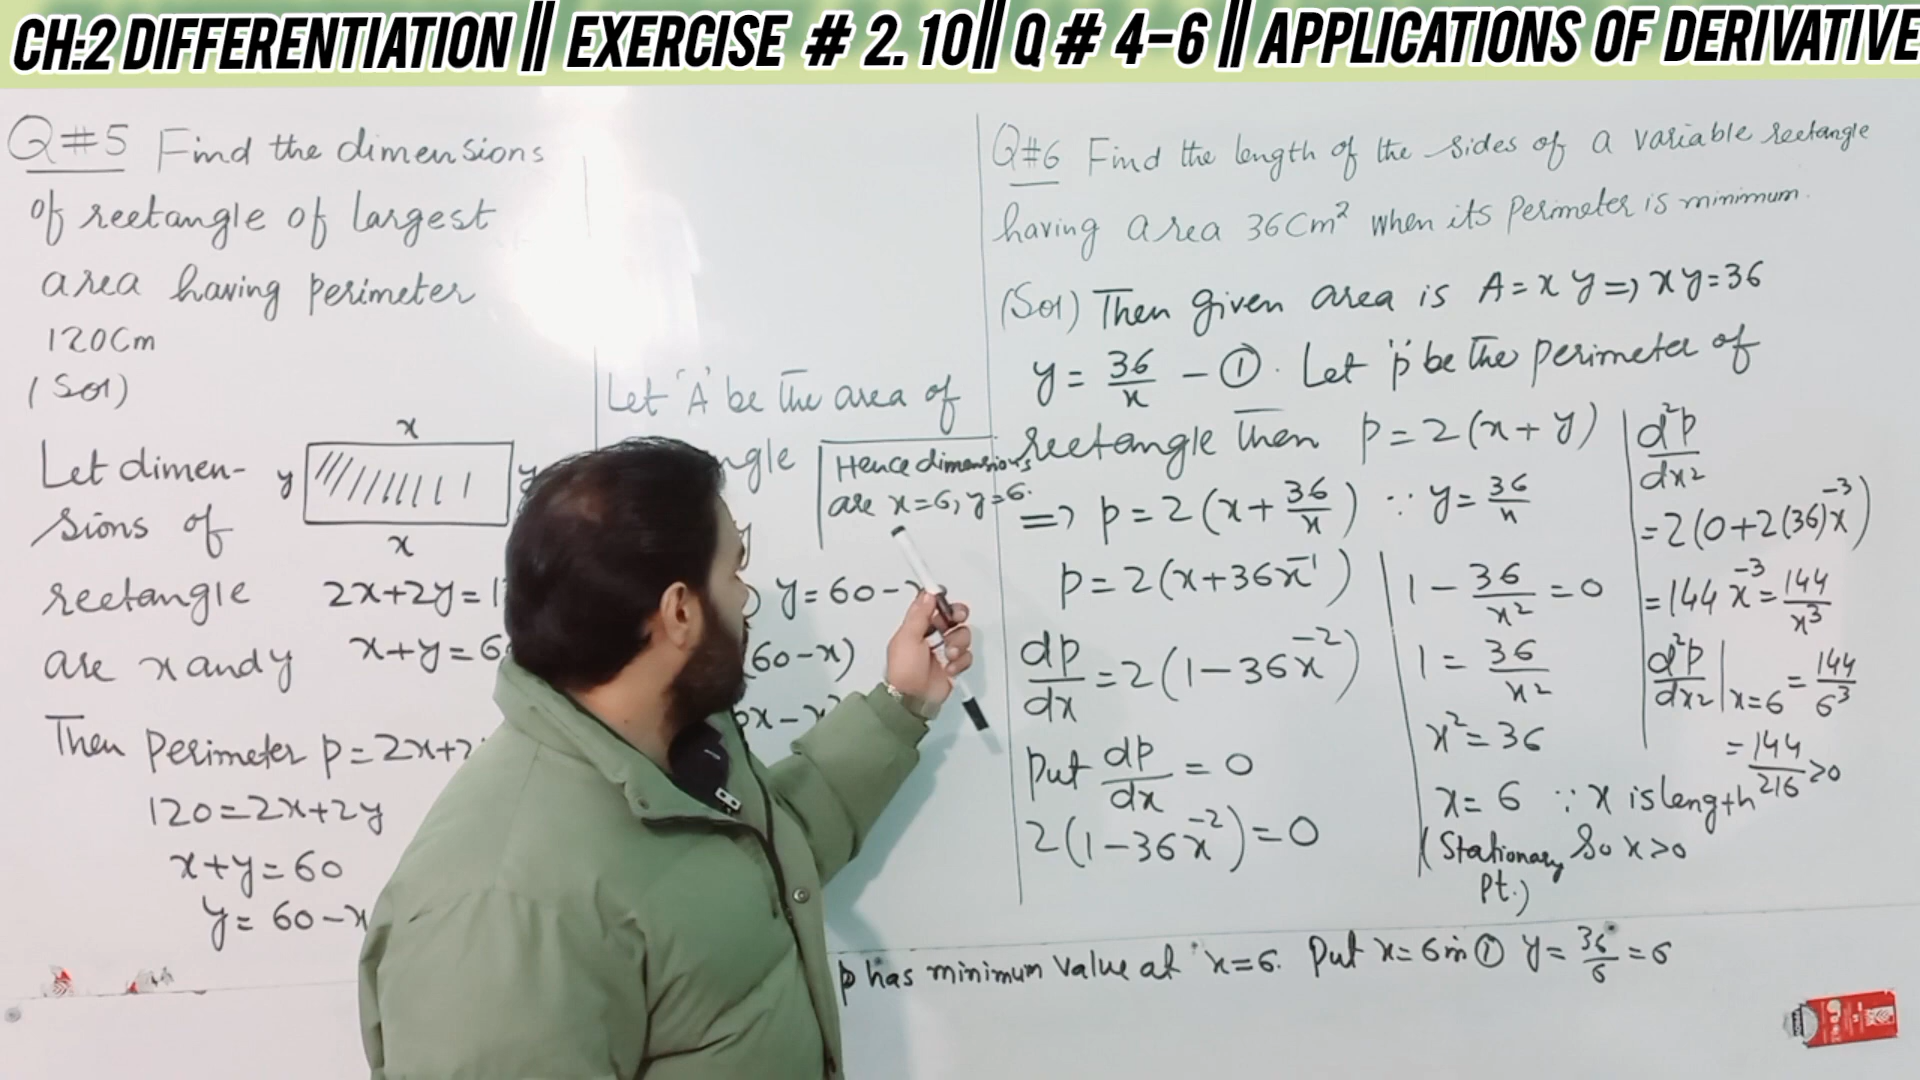 CH:2 DIFFERENTIATION || EXERCISE # 2.10|| Q # 4-6 || APPLICATIONS OF DERIVATIVE
Q#5 Find the dimensions
of rectangle of largest
area having perimeter
120Cm
(Sol)
Let dimen-
sions of
rectangle
are x and y
x
y
x
2x+2y=1
x+y=6
Then Perimeter p=2x+2
120=2x+2y
x+y=60
y=60-x
Let 'A' be the area of
ngle
y=60-x
(60-x)
x-x
Hence dimensions
are x=6, y=6.
Q#6 Find the length of the sides of a variable rectangle
having area 36Cm² when its perimeter is minimum.
(Sol) Then given area is A=xy=> xy=36
y=36/x - ①. Let 'p' be the perimeter of
rectangle Then p=2(x+y)
=> p=2(x+36/x) ∵ y=36/x
p=2(x+36x⁻¹)
dp/dx=2(1-36x⁻²)
Put dp/dx=0
2(1-36x⁻²)=0
1-36/x²=0
1=36/x²
x²=36
x=6 ∵ x is length
(Stationary So x>0
Pt.)
d²p/dx²
=2(0+2(36)x⁻³)
=144x⁻³=144/x³
d²p/dx²|x=6=144/6³
=144/216>0
p has minimum value at x=6. Put x=6 in ① y=36/6=6